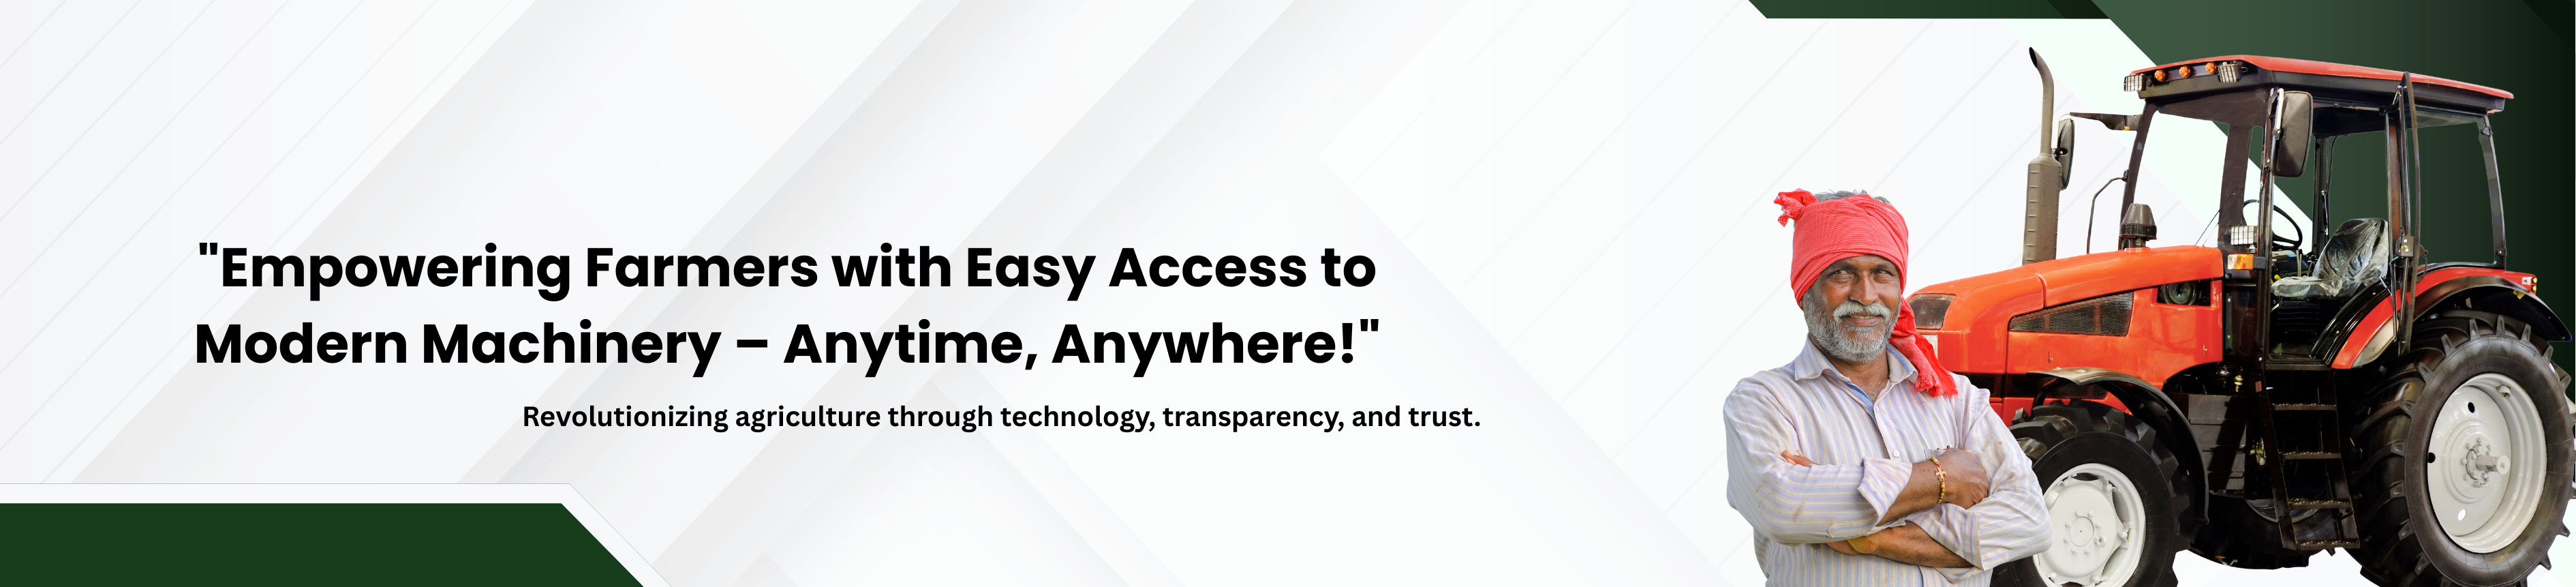 "Empowering Farmers with Easy Access to
Modern Machinery – Anytime, Anywhere!"
Revolutionizing agriculture through technology, transparency, and trust.